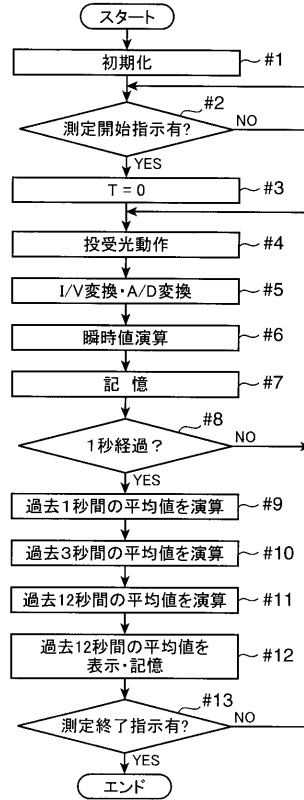 スタート
初期化 #1
#2
測定開始指示有? NO
YES
T=0 #3
投受光動作 #4
I/V変換・A/D変換 #5
瞬時値演算 #6
記 憶 #7
#8
1秒経過? NO
YES
過去1秒間の平均値を演算 #9
過去3秒間の平均値を演算 #10
過去12秒間の平均値を演算 #11
過去12秒間の平均値を
表示・記憶 #12
#13
測定終了指示有? NO
YES
エンド